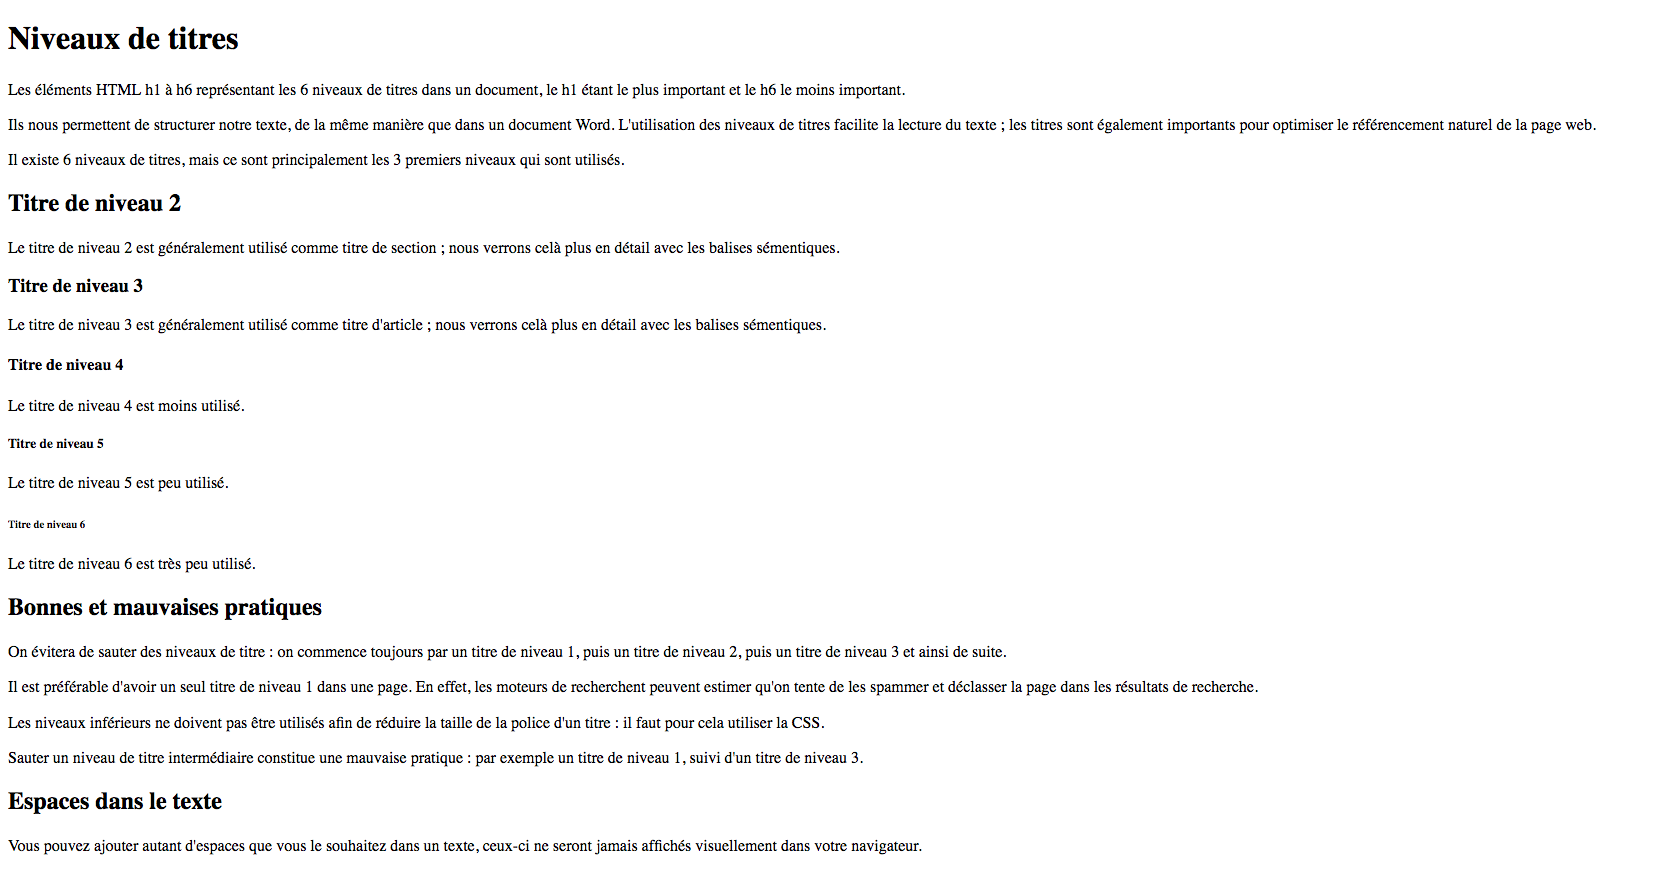 Niveaux de titres
Les éléments HTML h1 à h6 représentant les 6 niveaux de titres dans un document, le h1 étant le plus important et le h6 le moins important.
Ils nous permettent de structurer notre texte, de la même manière que dans un document Word. L'utilisation des niveaux de titres facilite la lecture du texte ; les titres sont également importants pour optimiser le référencement naturel de la page web.
Il existe 6 niveaux de titres, mais ce sont principalement les 3 premiers niveaux qui sont utilisés.
Titre de niveau 2
Le titre de niveau 2 est généralement utilisé comme titre de section ; nous verrons celà plus en détail avec les balises sémentiques.
Titre de niveau 3
Le titre de niveau 3 est généralement utilisé comme titre d'article ; nous verrons celà plus en détail avec les balises sémentiques.
Titre de niveau 4
Le titre de niveau 4 est moins utilisé.
Titre de niveau 5
Le titre de niveau 5 est peu utilisé.
Titre de niveau 6
Le titre de niveau 6 est très peu utilisé.
Bonnes et mauvaises pratiques
On évitera de sauter des niveaux de titre : on commence toujours par un titre de niveau 1, puis un titre de niveau 2, puis un titre de niveau 3 et ainsi de suite.
Il est préférable d'avoir un seul titre de niveau 1 dans une page. En effet, les moteurs de recherchent peuvent estimer qu'on tente de les spammer et déclasser la page dans les résultats de recherche.
Les niveaux inférieurs ne doivent pas être utilisés afin de réduire la taille de la police d'un titre : il faut pour cela utiliser la CSS.
Sauter un niveau de titre intermédiaire constitue une mauvaise pratique : par exemple un titre de niveau 1, suivi d'un titre de niveau 3.
Espaces dans le texte
Vous pouvez ajouter autant d'espaces que vous le souhaitez dans un texte, ceux-ci ne seront jamais affichés visuellement dans votre navigateur.